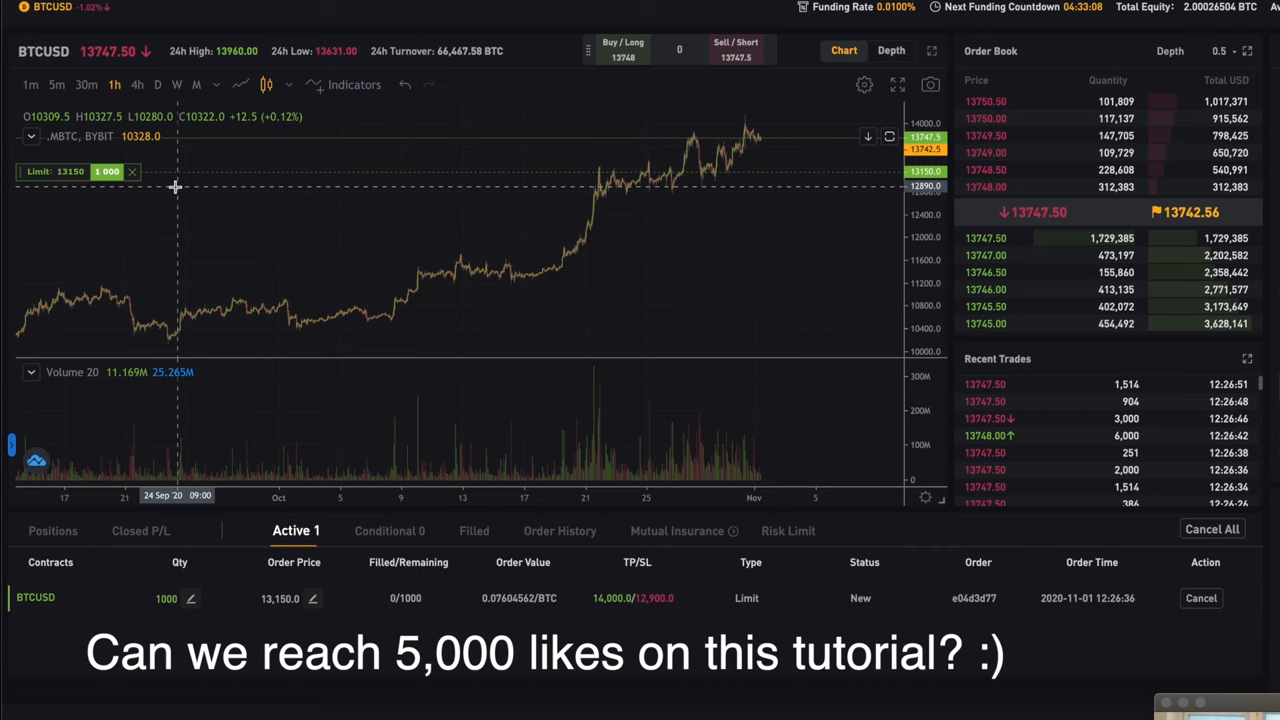 BTCUSD -1.02%↓ Funding Rate 0.0100% Next Funding Countdown 04:33:08 Total Equity: 2.00026504 BTC
BTCUSD 13747.50 ↓ 24h High: 13960.00 24h Low: 13631.00 24h Turnover: 66,467.58 BTC
Buy / Long 0 Sell / Short
13748 13747.5
Chart Depth
Order Book Depth 0.5
1m 5m 30m 1h 4h D W M Indicators
Price Quantity Total USD
13750.50 101,809 1,017,371
13750.00 117,137 915,562
13749.50 147,705 798,425
13749.00 109,729 650,720
13748.50 228,608 540,991
13748.00 312,383 312,383
↓13747.50 13742.56
13747.50 1,729,385 1,729,385
13747.00 473,197 2,202,582
13746.50 155,860 2,358,442
13746.00 413,135 2,771,577
13745.50 402,072 3,173,649
13745.00 454,492 3,628,141
O10309.5 H10327.5 L10280.0 C10322.0 +12.5 (+0.12%)
.MBTC, BYBIT 10328.0
Limit: 13150 1 000
14000.0
13747.5
13742.5
13150.0
12890.0
12400.0
12000.0
11600.0
11200.0
10800.0
10400.0
10000.0
Volume 20 11.169M 25.265M
300M
200M
100M
0
17 21 24 Sep '20 09:00 Oct 5 9 13 17 21 25 Nov 5
Recent Trades
13747.50 1,514 12:26:51
13747.50 904 12:26:48
13747.50↓ 3,000 12:26:46
13748.00↑ 6,000 12:26:42
13747.50 251 12:26:38
13747.50 2,000 12:26:36
13747.50 1,514 12:26:34
13747.50 386 12:26:26
Positions Closed P/L Active 1 Conditional 0 Filled Order History Mutual Insurance Risk Limit Cancel All
Contracts Qty Order Price Filled/Remaining Order Value TP/SL Type Status Order Order Time Action
BTCUSD 1000 13,150.0 0/1000 0.07604562/BTC 14,000.0/12,900.0 Limit New e04d3d77 2020-11-01 12:26:36 Cancel
Can we reach 5,000 likes on this tutorial? :)